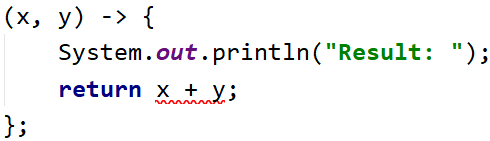 (x, y) -> {
    System.out.println("Result: ");
    return x + y;
};